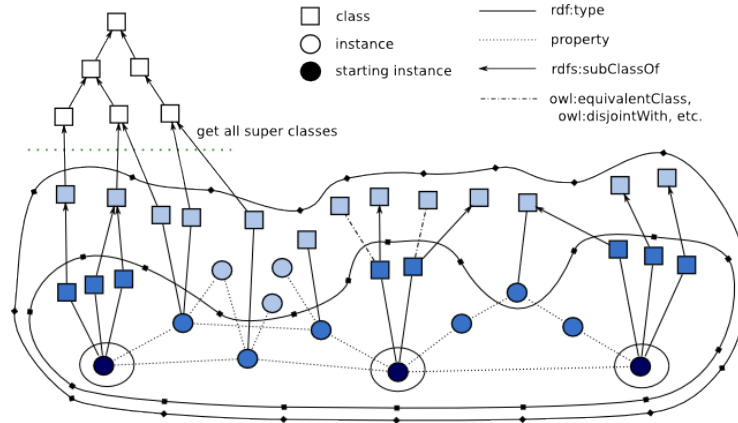 class
instance
starting instance
rdf:type
property
rdfs:subClassOf
owl:equivalentClass,
owl:disjointWith, etc.
get all super classes